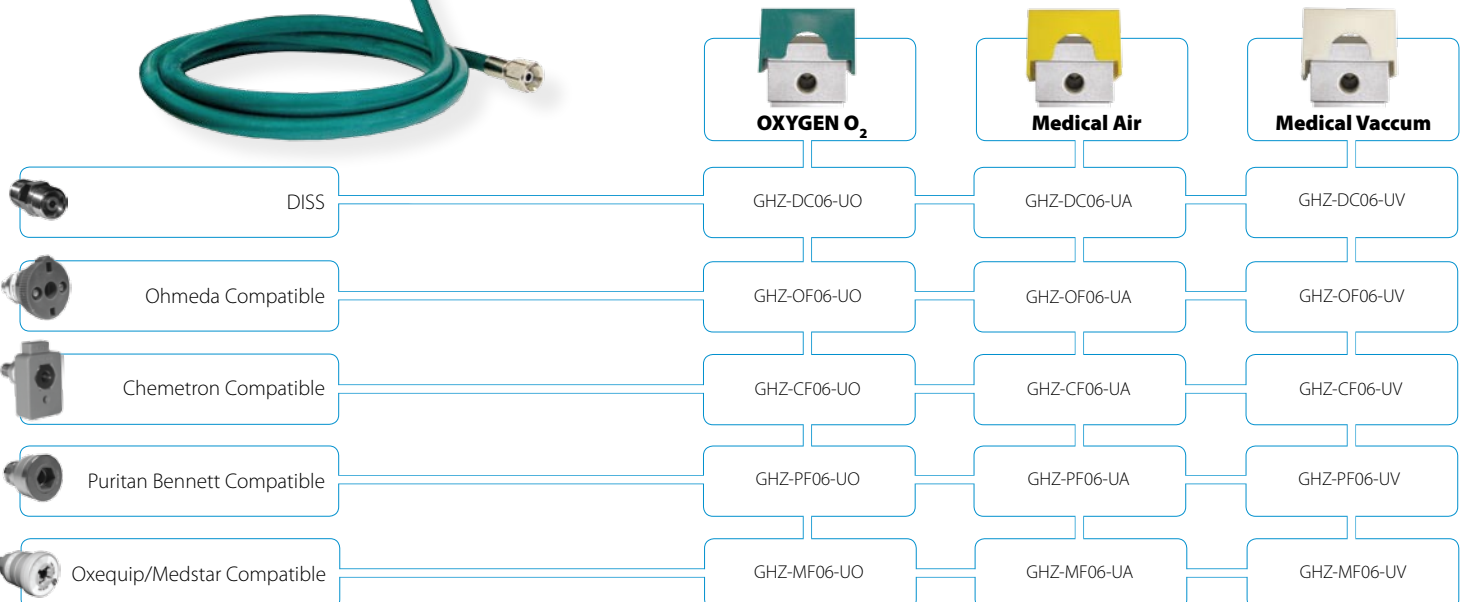 OXYGEN O2
Medical Air
Medical Vaccum
DISS
GHZ-DC06-UO
GHZ-DC06-UA
GHZ-DC06-UV
Ohmeda Compatible
GHZ-OF06-UO
GHZ-OF06-UA
GHZ-OF06-UV
Chemetron Compatible
GHZ-CF06-UO
GHZ-CF06-UA
GHZ-CF06-UV
Puritan Bennett Compatible
GHZ-PF06-UO
GHZ-PF06-UA
GHZ-PF06-UV
Oxequip/Medstar Compatible
GHZ-MF06-UO
GHZ-MF06-UA
GHZ-MF06-UV